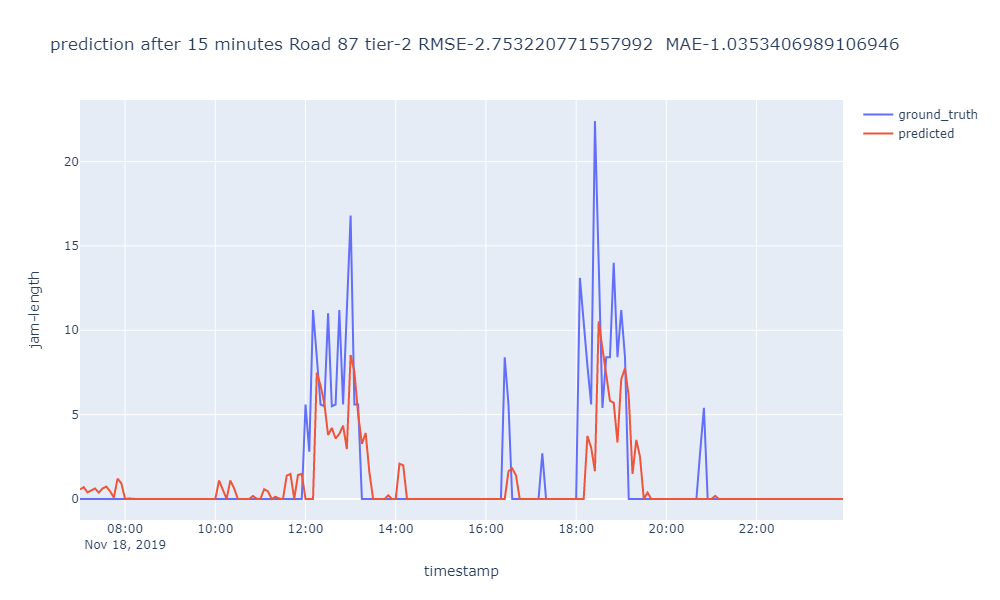 prediction after 15 minutes Road 87 tier-2 RMSE-2.753220771557992  MAE-1.0353406989106946
ground_truth
predicted
20
15
10
5
0
jam-length
08:00 10:00 12:00 14:00 16:00 18:00 20:00 22:00
Nov 18, 2019
timestamp